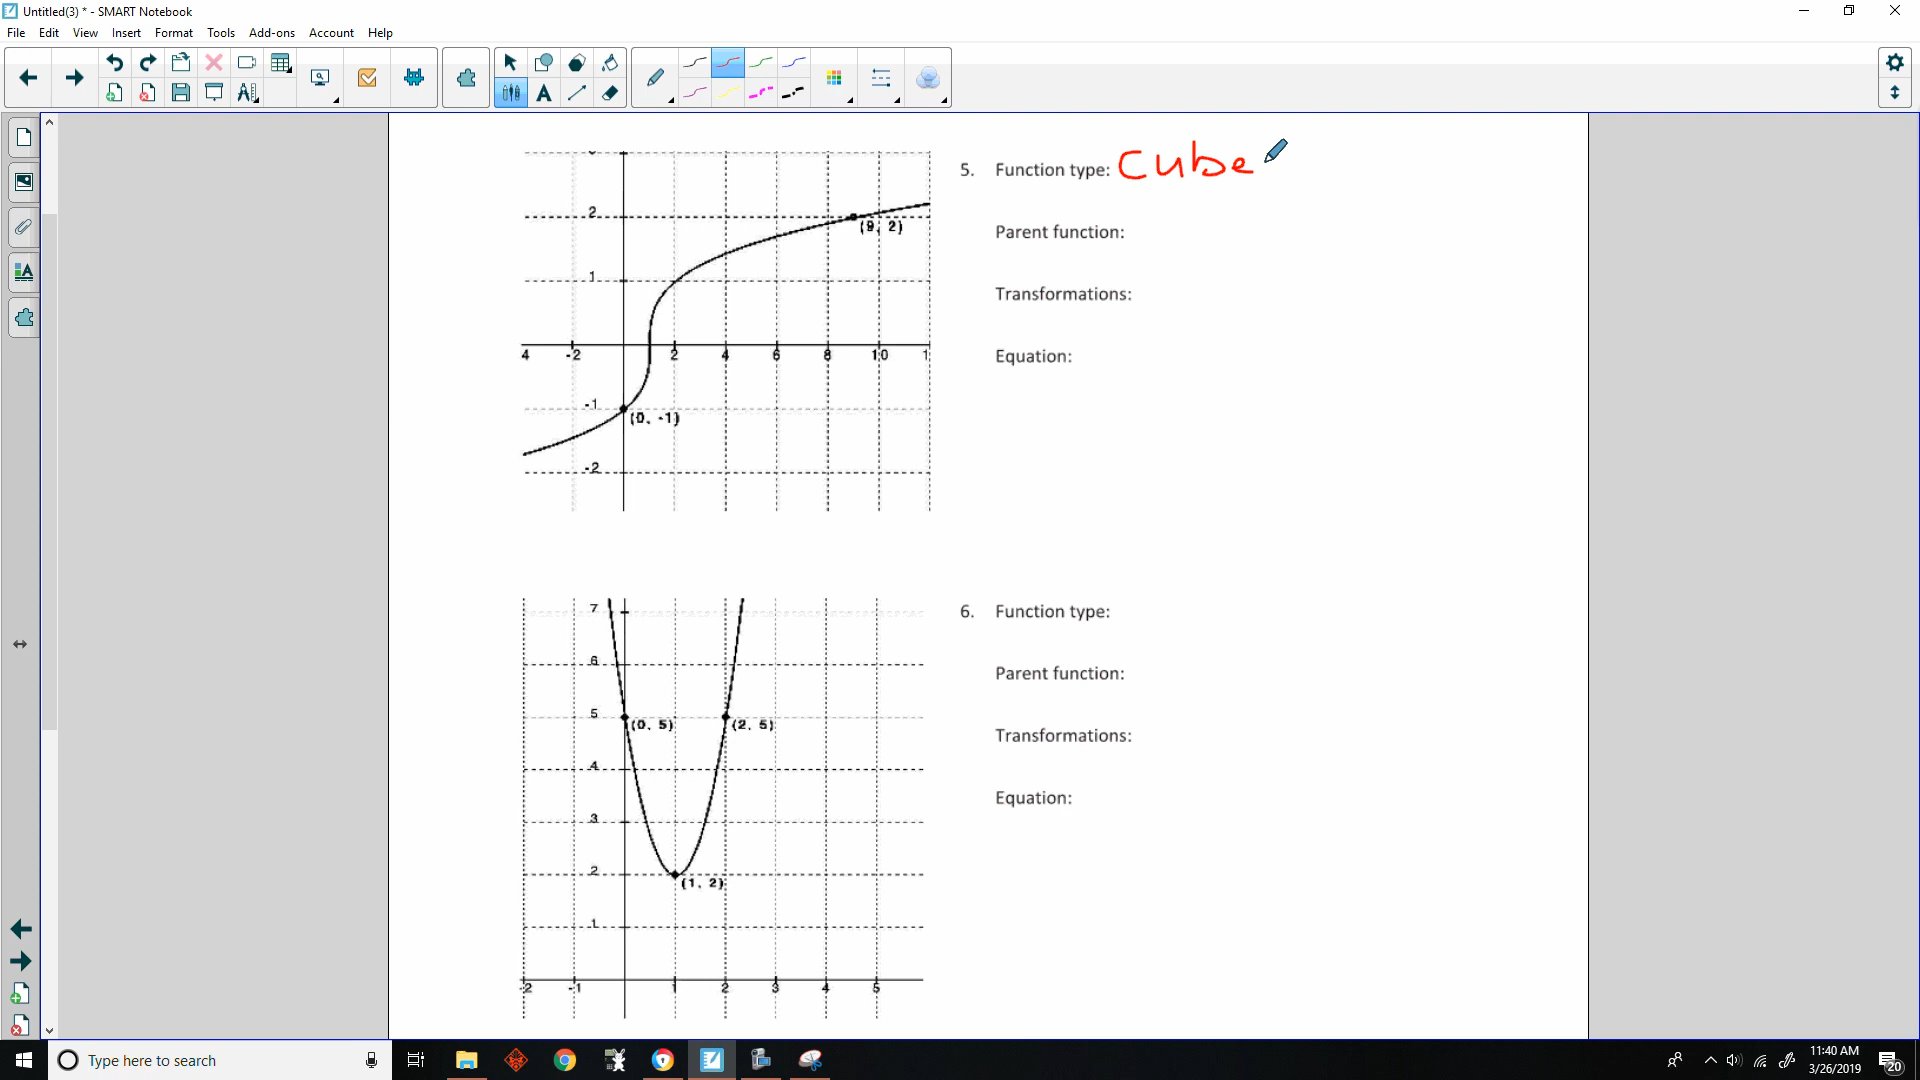 Untitled(3) * - SMART Notebook
File Edit View Insert Format Tools Add-ons Account Help
5. Function type: Cube
Parent function:
Transformations:
Equation:
2
(9, 2)
1
4 -2 2 4 6 8 10 1
-1
(0, -1)
-2
6. Function type:
Parent function:
Transformations:
Equation:
7
6
5
(0, 5) (2, 5)
4
3
2
(1, 2)
1
-2 -1 1 2 3 4 5
Type here to search
11:40 AM
3/26/2019
20